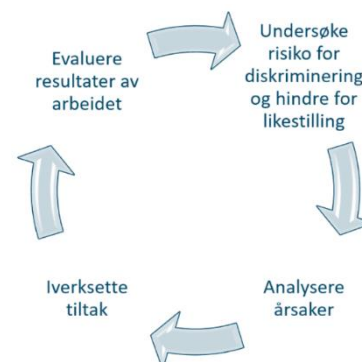 Evaluere
resultater av
arbeidet
Undersøke
risiko for
diskriminering
og hindre for
likestilling
Analysere
årsaker
Iverksette
tiltak